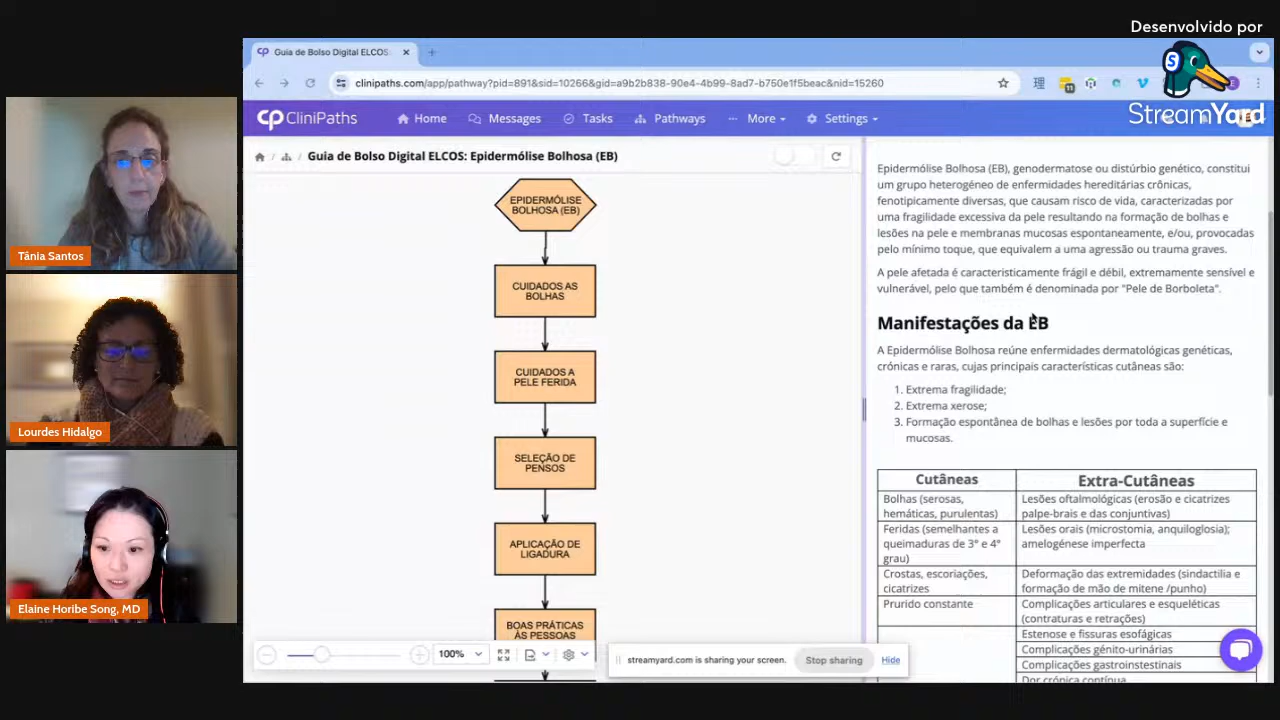 Desenvolvido por
StreamYard
Guia de Bolso Digital ELCOS:
clinipaths.com/app/pathway?pid=891&sid=10266&gid=a9b2b838-90e4-4b99-8ad7-b750e1f5beac&nid=15260
CliniPaths
Home
Messages
Tasks
Pathways
More
Settings
Guia de Bolso Digital ELCOS: Epidermólise Bolhosa (EB)
EPIDERMÓLISE
BOLHOSA (EB)
CUIDADOS AS
BOLHAS
CUIDADOS A
PELE FERIDA
SELEÇÃO DE
PENSOS
APLICAÇÃO DE
LIGADURA
BOAS PRÁTICAS
ÀS PESSOAS
100%
Epidermólise Bolhosa (EB), genodermatose ou distúrbio genético, constitui
um grupo heterogéneo de enfermidades hereditárias crônicas,
fenotipicamente diversas, que causam risco de vida, caracterizadas por
uma fragilidade excessiva da pele resultando na formação de bolhas e
lesões na pele e membranas mucosas espontaneamente, e/ou, provocadas
pelo mínimo toque, que equivalem a uma agressão ou trauma graves.
A pele afetada é caracteristicamente frágil e débil, extremamente sensível e
vulnerável, pelo que também é denominada por "Pele de Borboleta".
Manifestações da EB
A Epidermólise Bolhosa reúne enfermidades dermatológicas genéticas,
crónicas e raras, cujas principais características cutâneas são:
1. Extrema fragilidade;
2. Extrema xerose;
3. Formação espontânea de bolhas e lesões por toda a superfície e
mucosas.
Cutâneas
Extra-Cutâneas
Bolhas (serosas,
hemáticas, purulentas)
Lesões oftalmológicas (erosão e cicatrizes
palpe-brais e das conjuntivas)
Feridas (semelhantes a
queimaduras de 3° e 4°
grau)
Lesões orais (microstomia, anquiloglosia);
amelogénese imperfecta
Crostas, escoriações,
cicatrizes
Deformação das extremidades (sindactilia e
formação de mão de mitene /punho)
Prurido constante
Complicações articulares e esqueléticas
(contraturas e retrações)
Estenose e fissuras esofágicas
Complicações génito-urinárias
Complicações gastroinstestinais
Dor crónica contínua
streamyard.com is sharing your screen.
Stop sharing
Hide
Tânia Santos
Lourdes Hidalgo
Elaine Horibe Song, MD